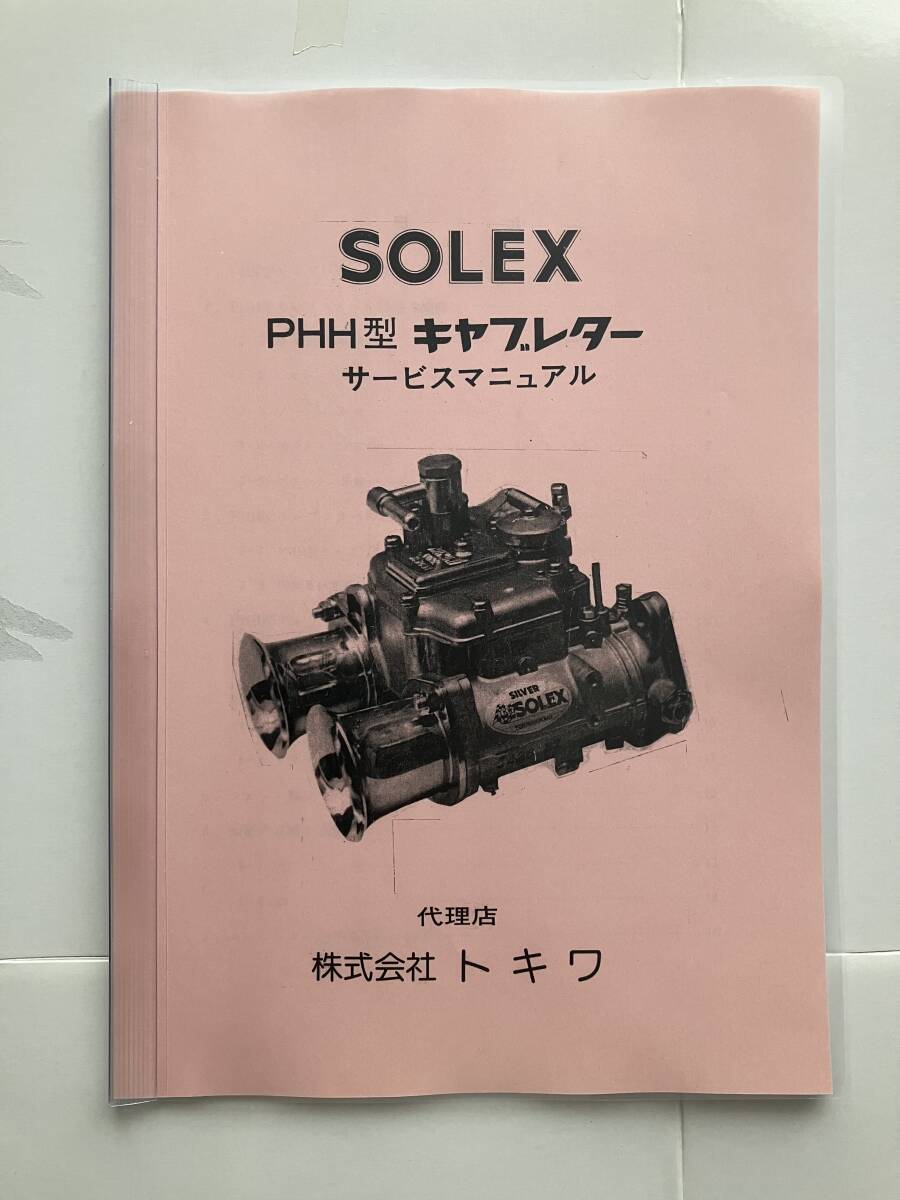 SOLEX
PHH型 キャブレター
サービスマニュアル
SILVER
SOLEX
代理店
株式会社 トキワ